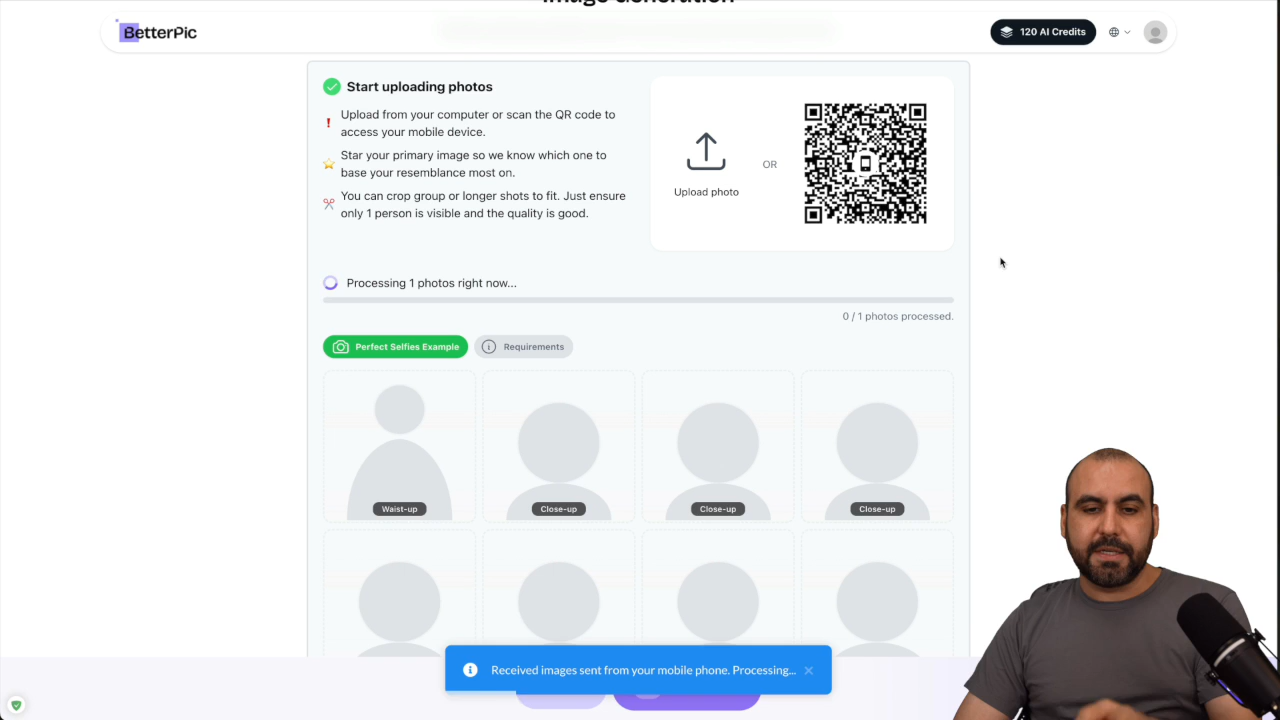 Image Generation
BetterPic
120 AI Credits
Start uploading photos
Upload from your computer or scan the QR code to
access your mobile device.
Star your primary image so we know which one to
base your resemblance most on.
You can crop group or longer shots to fit. Just ensure
only 1 person is visible and the quality is good.
Upload photo
OR
Processing 1 photos right now...
0 / 1 photos processed.
Perfect Selfies Example
Requirements
Waist-up
Close-up
Close-up
Close-up
Received images sent from your mobile phone. Processing...